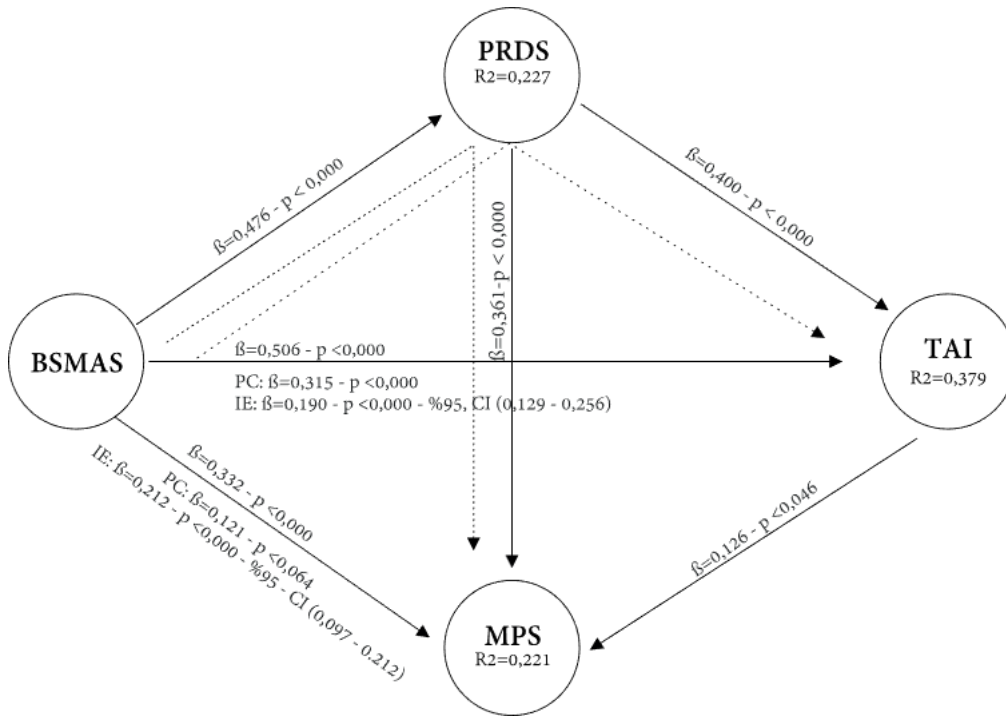 PRDS
R2=0,227
ß=0,476 - p < 0,000
ß=0,400 - p < 0,000
ß=0,361-p < 0,000
BSMAS
ß=0,506 - p <0,000
PC: ß=0,315 - p <0,000
IE: ß=0,190 - p <0,000 - %95, CI (0,129 - 0,256)
TAI
R2=0,379
ß=0,332 - p <0,000
PC: ß=0,121 - p <0,064
IE: ß=0,212 - p <0,000 - %95 - CI (0,097 - 0.212)
ß=0,126 - p <0,046
MPS
R2=0,221